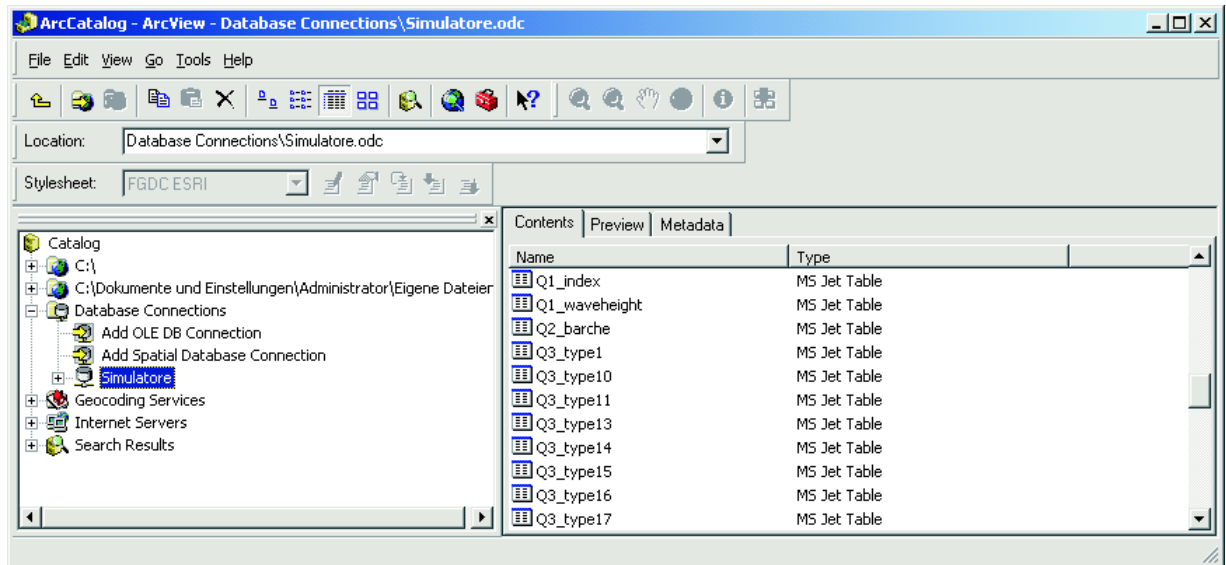 ArcCatalog - ArcView - Database Connections\Simulatore.odc
File Edit View Go Tools Help
Location: Database Connections\Simulatore.odc
Stylesheet: FGDC ESRI
Catalog
C:\
C:\Dokumente und Einstellungen\Administrator\Eigene Dateien
Database Connections
Add OLE DB Connection
Add Spatial Database Connection
Simulatore
Geocoding Services
Internet Servers
Search Results
Contents Preview Metadata
Name Type
Q1_index MS Jet Table
Q1_waveheight MS Jet Table
Q2_barche MS Jet Table
Q3_type1 MS Jet Table
Q3_type10 MS Jet Table
Q3_type11 MS Jet Table
Q3_type13 MS Jet Table
Q3_type14 MS Jet Table
Q3_type15 MS Jet Table
Q3_type16 MS Jet Table
Q3_type17 MS Jet Table